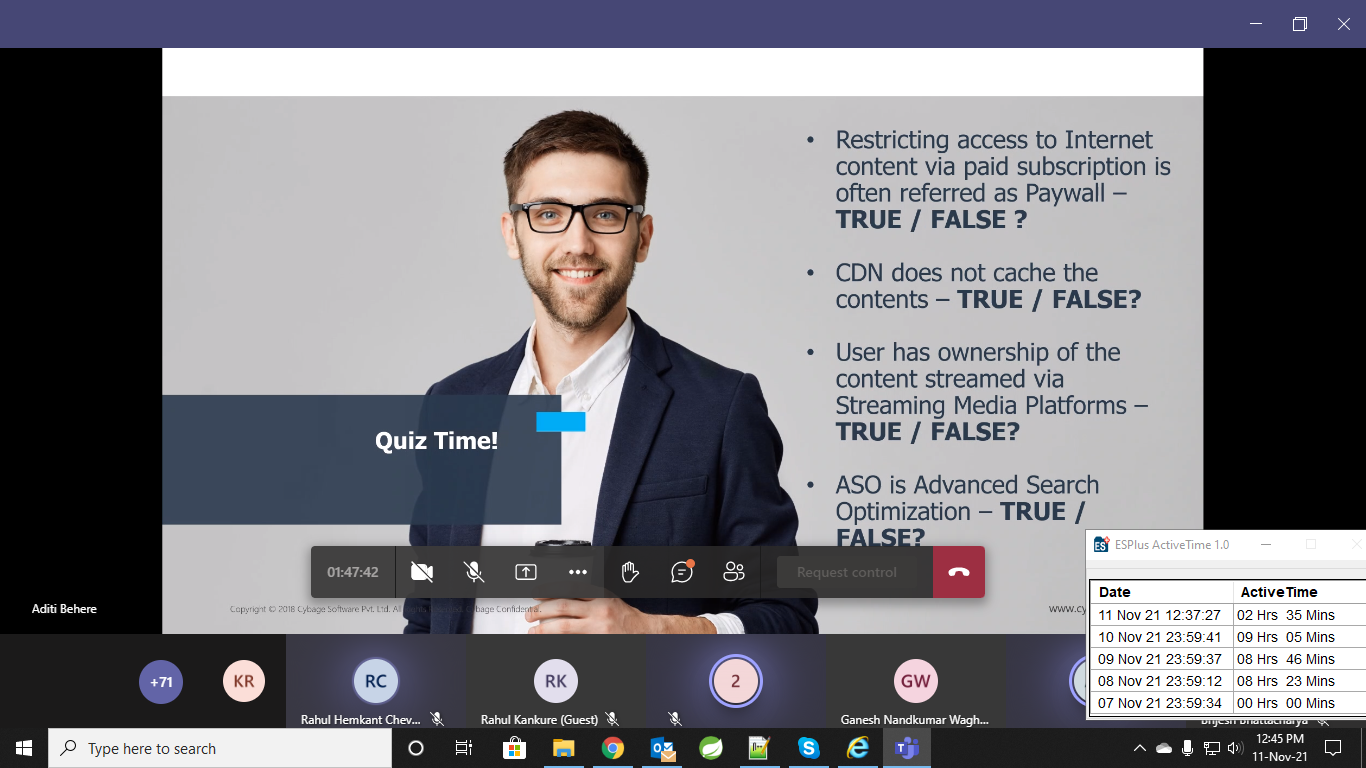 • Restricting access to Internet
content via paid subscription is
often referred as Paywall –
TRUE / FALSE ?
• CDN does not cache the
contents – TRUE / FALSE?
• User has ownership of the
content streamed via
Streaming Media Platforms –
TRUE / FALSE?
• ASO is Advanced Search
Optimization – TRUE /
FALSE?
Quiz Time!
01:47:42
Request control
Aditi Behere
Copyright © 2018 Cybage Software Pvt. Ltd. All
Confidential.
www.cy
ESPlus ActiveTime 1.0
Date ActiveTime
11 Nov 21 12:37:27 02 Hrs 35 Mins
10 Nov 21 23:59:41 09 Hrs 05 Mins
09 Nov 21 23:59:37 08 Hrs 46 Mins
08 Nov 21 23:59:12 08 Hrs 23 Mins
07 Nov 21 23:59:34 00 Hrs 00 Mins
+71
KR
RC
RK
2
GW
Rahul Hemkant Chev...
Rahul Kankure (Guest)
Ganesh Nandkumar Wagh...
Type here to search
12:45 PM
11-Nov-21